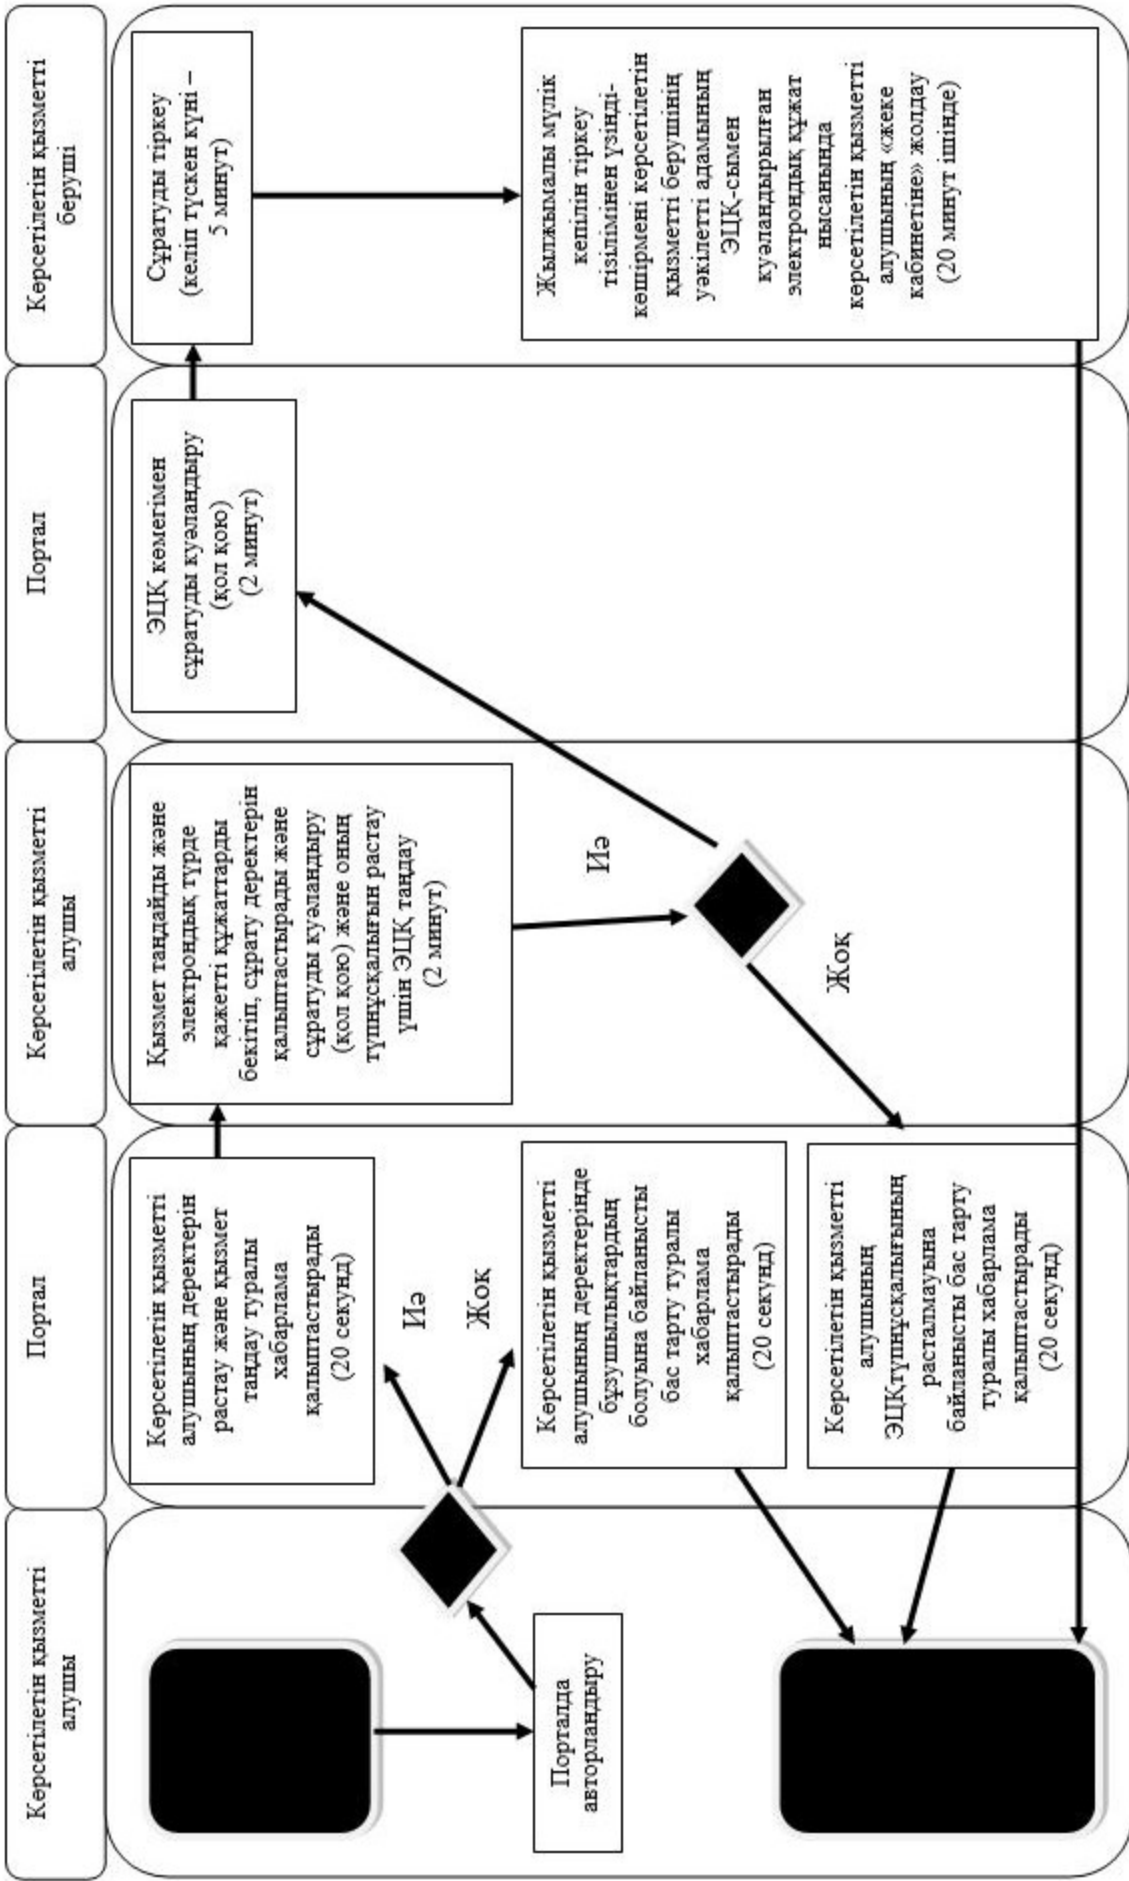 Көрсетілетін қызметті
алушы
Портал
Көрсетілетін қызметті
алушы
Портал
Көрсетілетін қызметті
беруші
Порталда
авторландыру
Көрсетілетін қызметті
алушының деректерін
растау және қызмет
таңдау туралы
хабарлама
қалыптастырады
(20 секунд)
Иә
Жоқ
Көрсетілетін қызметті
алушының деректерінде
бұзушылықтардың
болуына байланысты
бас тарту туралы
хабарлама
қалыптастырады
(20 секунд)
Көрсетілетін қызметті
алушының
ЭЦҚтүпнұсқалығының
расталмауына
байланысты бас тарту
туралы хабарлама
қалыптастырады
(20 секунд)
Қызмет таңдайды және
электрондық түрде
қажетті құжаттарды
бекітіп, сұрату деректерін
қалыптастырады және
сұратуды куәландыру
(қол қою) және оның
түпнұсқалығын растау
үшін ЭЦҚ таңдау
(2 минут)
Иә
Жоқ
ЭЦҚ көмегімен
сұратуды куәландыру
(қол қою)
(2 минут)
Сұратуды тіркеу
(келіп түскен күні –
5 минут)
Жылжымалы мүлік
кепілін тіркеу
тізілімінен үзінді-
көшірмені көрсетілетін
қызметті берушінің
уәкілетті адамының
ЭЦҚ-сымен
куәландырылған
электрондық құжат
нысанында
көрсетілетін қызметті
алушының «жеке
кабинетіне» жолдау
(20 минут ішінде)